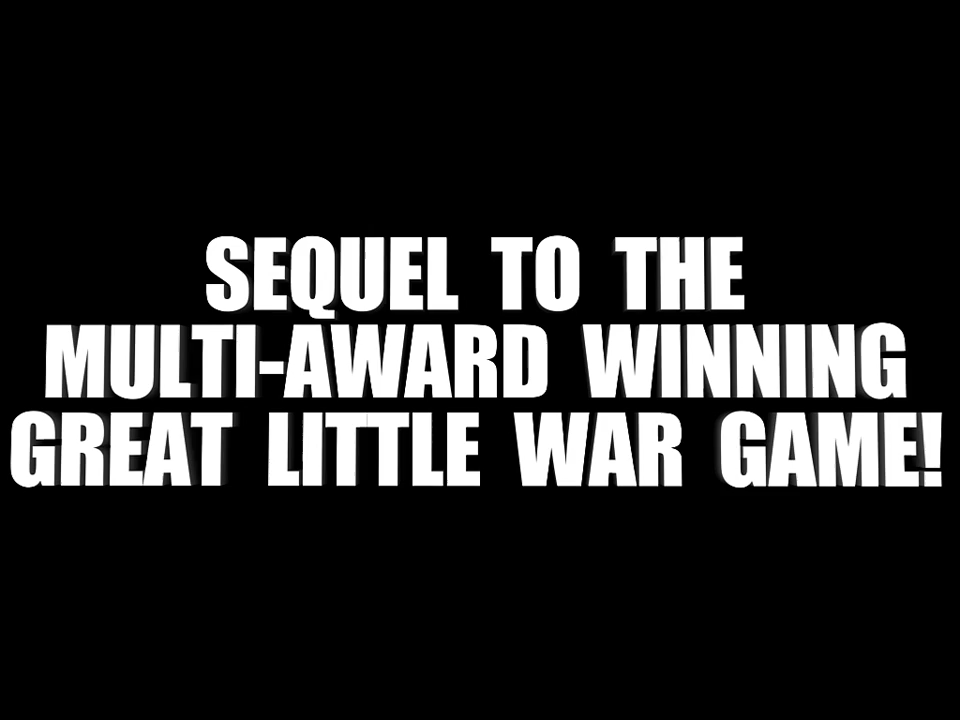 SEQUEL TO THE
MULTI-AWARD WINNING
GREAT LITTLE WAR GAME!